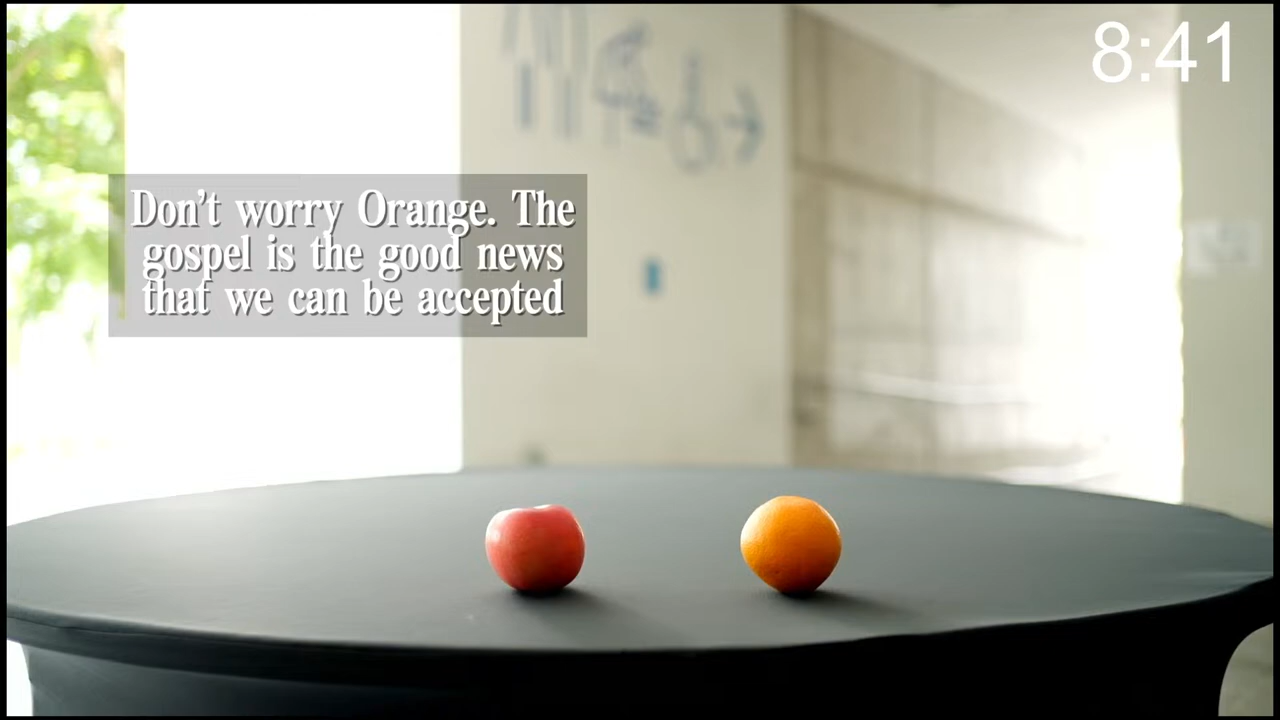 8:41
Don't worry Orange. The
gospel is the good news
that we can be accepted